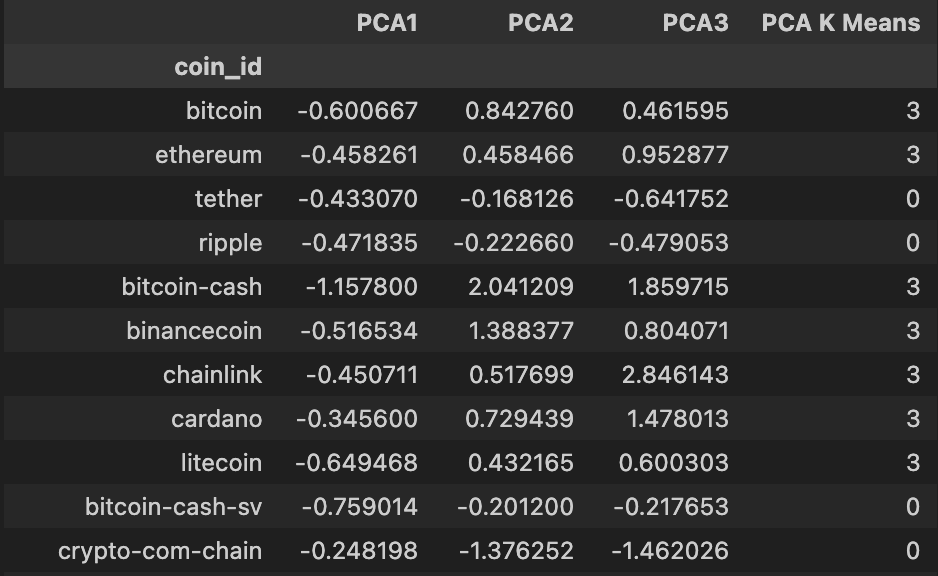 PCA1 PCA2 PCA3 PCA K Means
coin_id
bitcoin -0.600667 0.842760 0.461595 3
ethereum -0.458261 0.458466 0.952877 3
tether -0.433070 -0.168126 -0.641752 0
ripple -0.471835 -0.222660 -0.479053 0
bitcoin-cash -1.157800 2.041209 1.859715 3
binancecoin -0.516534 1.388377 0.804071 3
chainlink -0.450711 0.517699 2.846143 3
cardano -0.345600 0.729439 1.478013 3
litecoin -0.649468 0.432165 0.600303 3
bitcoin-cash-sv -0.759014 -0.201200 -0.217653 0
crypto-com-chain -0.248198 -1.376252 -1.462026 0